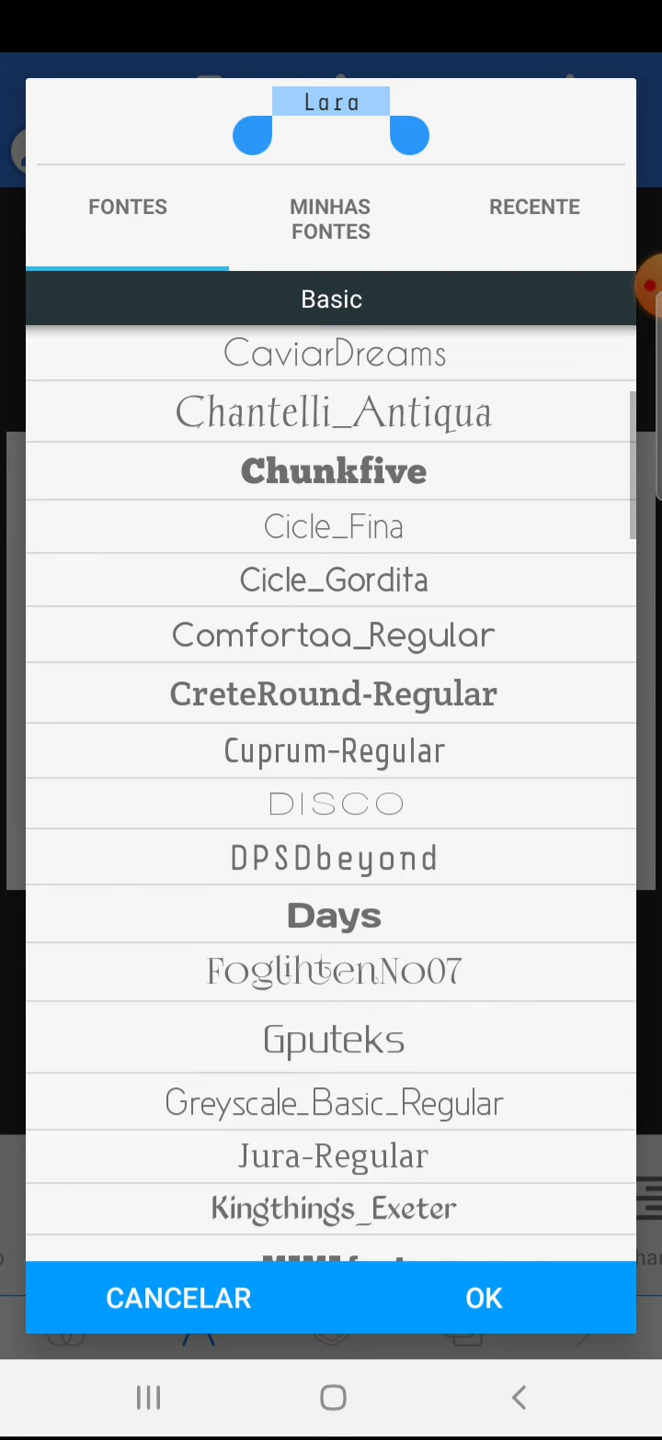 Lara
FONTES
MINHAS
FONTES
RECENTE
Basic
CaviarDreams
Chantelli_Antiqua
Chunkfive
Cicle_Fina
Cicle_Gordita
Comfortaa_Regular
CreteRound-Regular
Cuprum-Regular
DISCO
DPSDbeyond
Days
FoglihtenNo07
Gputeks
Greyscale_Basic_Regular
Jura-Regular
Kingthings_Exeter
CANCELAR
OK